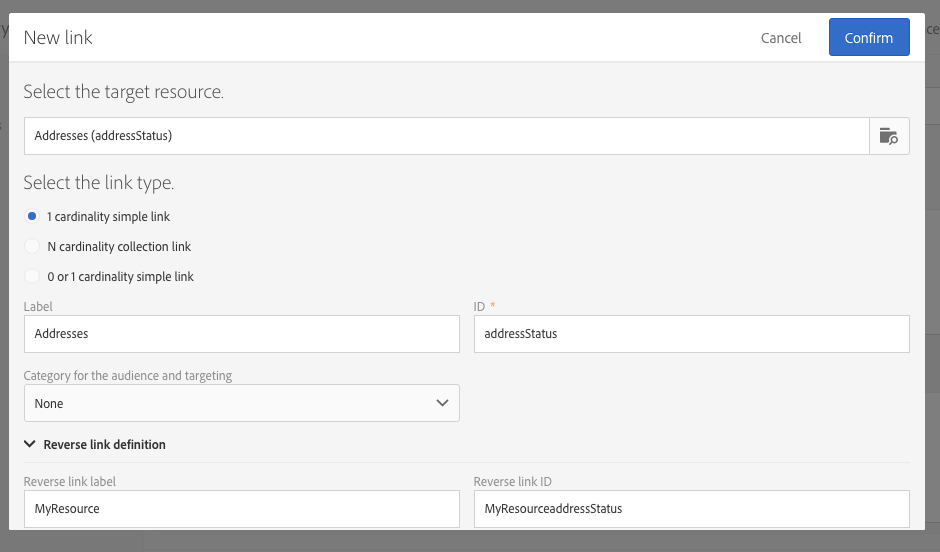 New link
Cancel
Confirm
Select the target resource.
Addresses (addressStatus)
Select the link type.
1 cardinality simple link
N cardinality collection link
0 or 1 cardinality simple link
Label
ID *
Addresses
addressStatus
Category for the audience and targeting
None
Reverse link definition
Reverse link label
Reverse link ID
MyResource
MyResourceaddressStatus